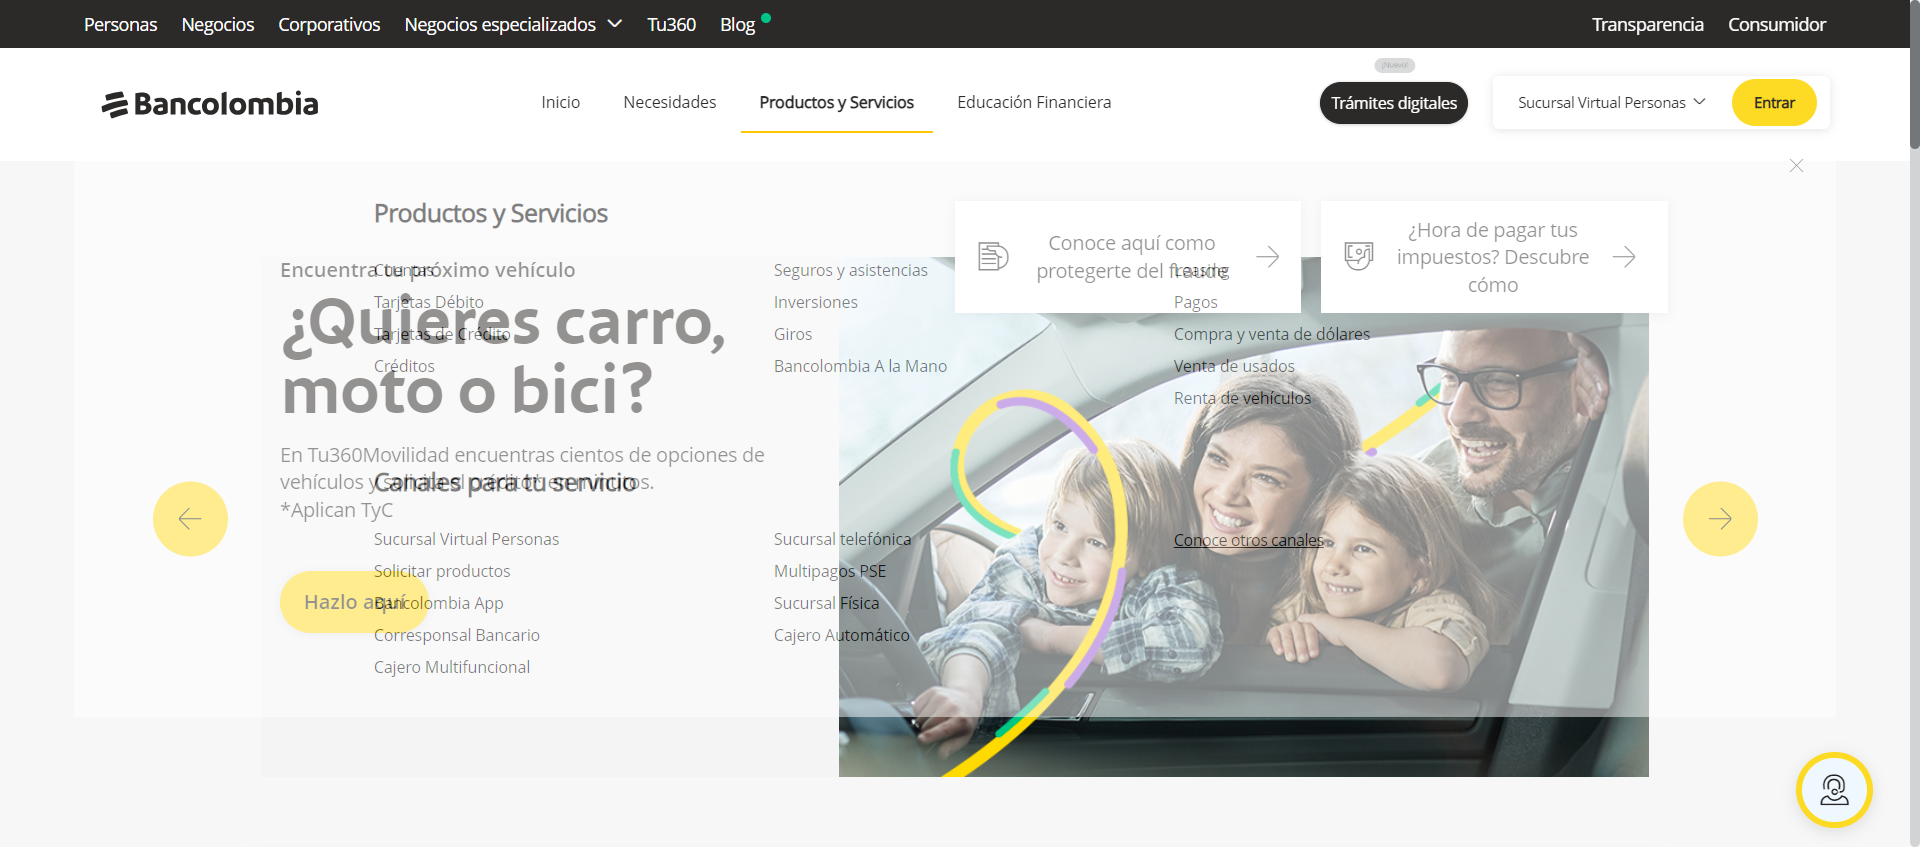 Personas Negocios Corporativos Negocios especializados Tu360 Blog Transparencia Consumidor
¡Nuevo!
Bancolombia Inicio Necesidades Productos y Servicios Educación Financiera Trámites digitales Sucursal Virtual Personas Entrar
Productos y Servicios
Conoce aquí como
protegerte del fraude
¿Hora de pagar tus
impuestos? Descubre
cómo
Cuentas
Tarjetas Débito
Tarjetas de Crédito
Créditos
Seguros y asistencias
Inversiones
Giros
Bancolombia A la Mano
Leasing
Pagos
Compra y venta de dólares
Venta de usados
Renta de vehículos
Canales para tu servicio
Sucursal Virtual Personas
Solicitar productos
Bancolombia App
Corresponsal Bancario
Cajero Multifuncional
Sucursal telefónica
Multipagos PSE
Sucursal Física
Cajero Automático
Conoce otros canales
Encuentra tu próximo vehículo
¿Quieres carro,
moto o bici?
En Tu360Movilidad encuentras cientos de opciones de
vehículos y solicita el crédito en minutos.
*Aplican TyC
Hazlo aquí